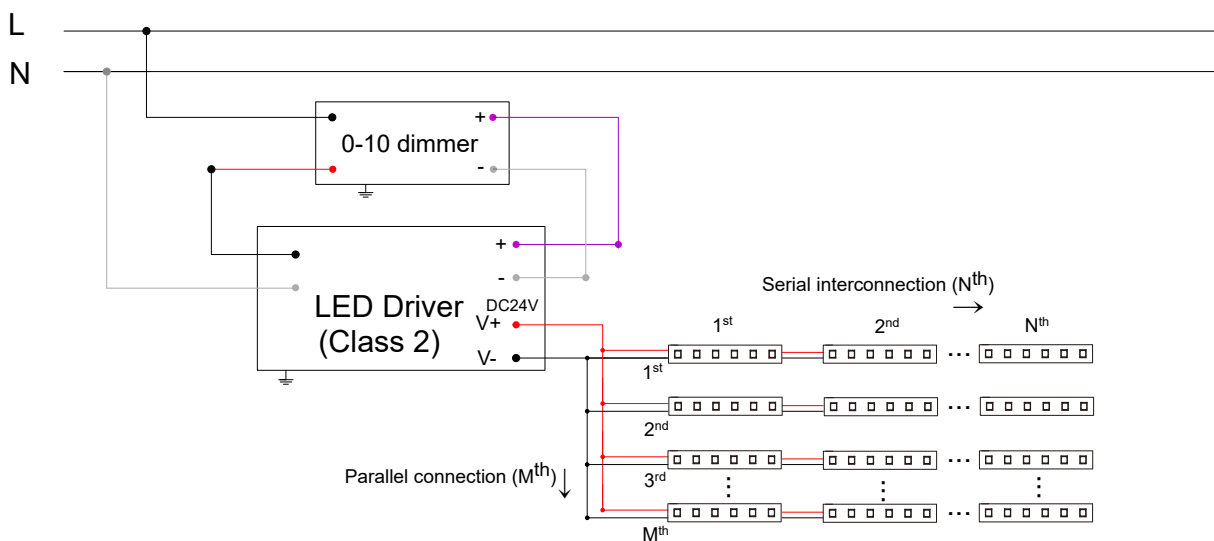 L
N
+
0-10 dimmer
-
+
-
LED Driver
(Class 2)
DC24V
V+
V-
Serial interconnection (Nth)
1st
2nd
Nth
1st
...
2nd
...
Parallel connection (Mth)
3rd
...
Mth
...